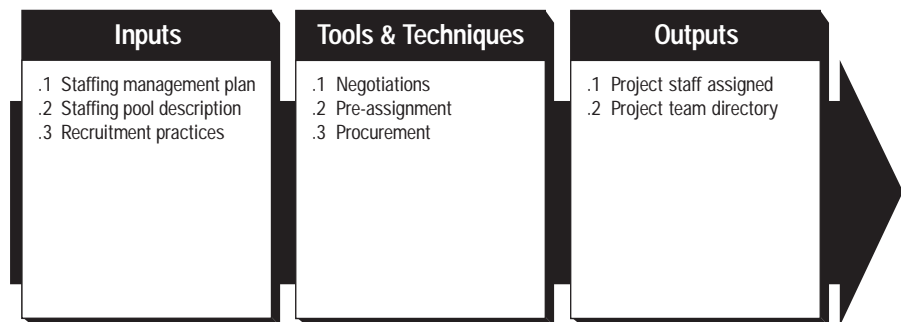 Inputs
.1 Staffing management plan
.2 Staffing pool description
.3 Recruitment practices
Tools & Techniques
.1 Negotiations
.2 Pre-assignment
.3 Procurement
Outputs
.1 Project staff assigned
.2 Project team directory